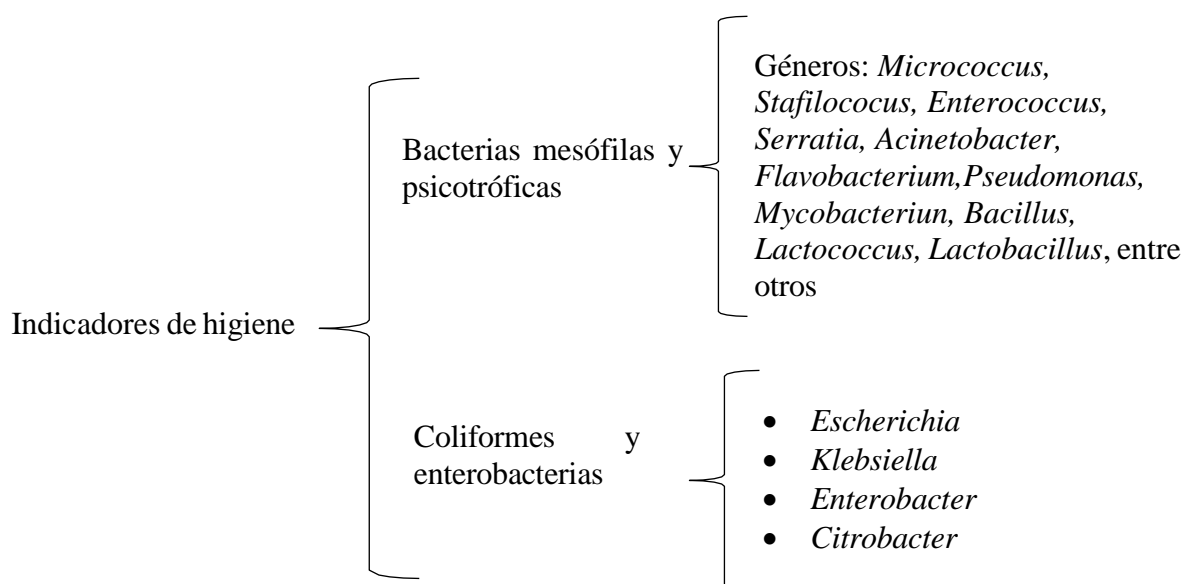 Indicadores de higiene
Bacterias mesófilas y
psicotróficas
Géneros: Micrococcus,
Stafilococus, Enterococcus,
Serratia, Acinetobacter,
Flavobacterium,Pseudomonas,
Mycobacteriun, Bacillus,
Lactococcus, Lactobacillus, entre
otros
Coliformes y
enterobacterias
• Escherichia
• Klebsiella
• Enterobacter
• Citrobacter